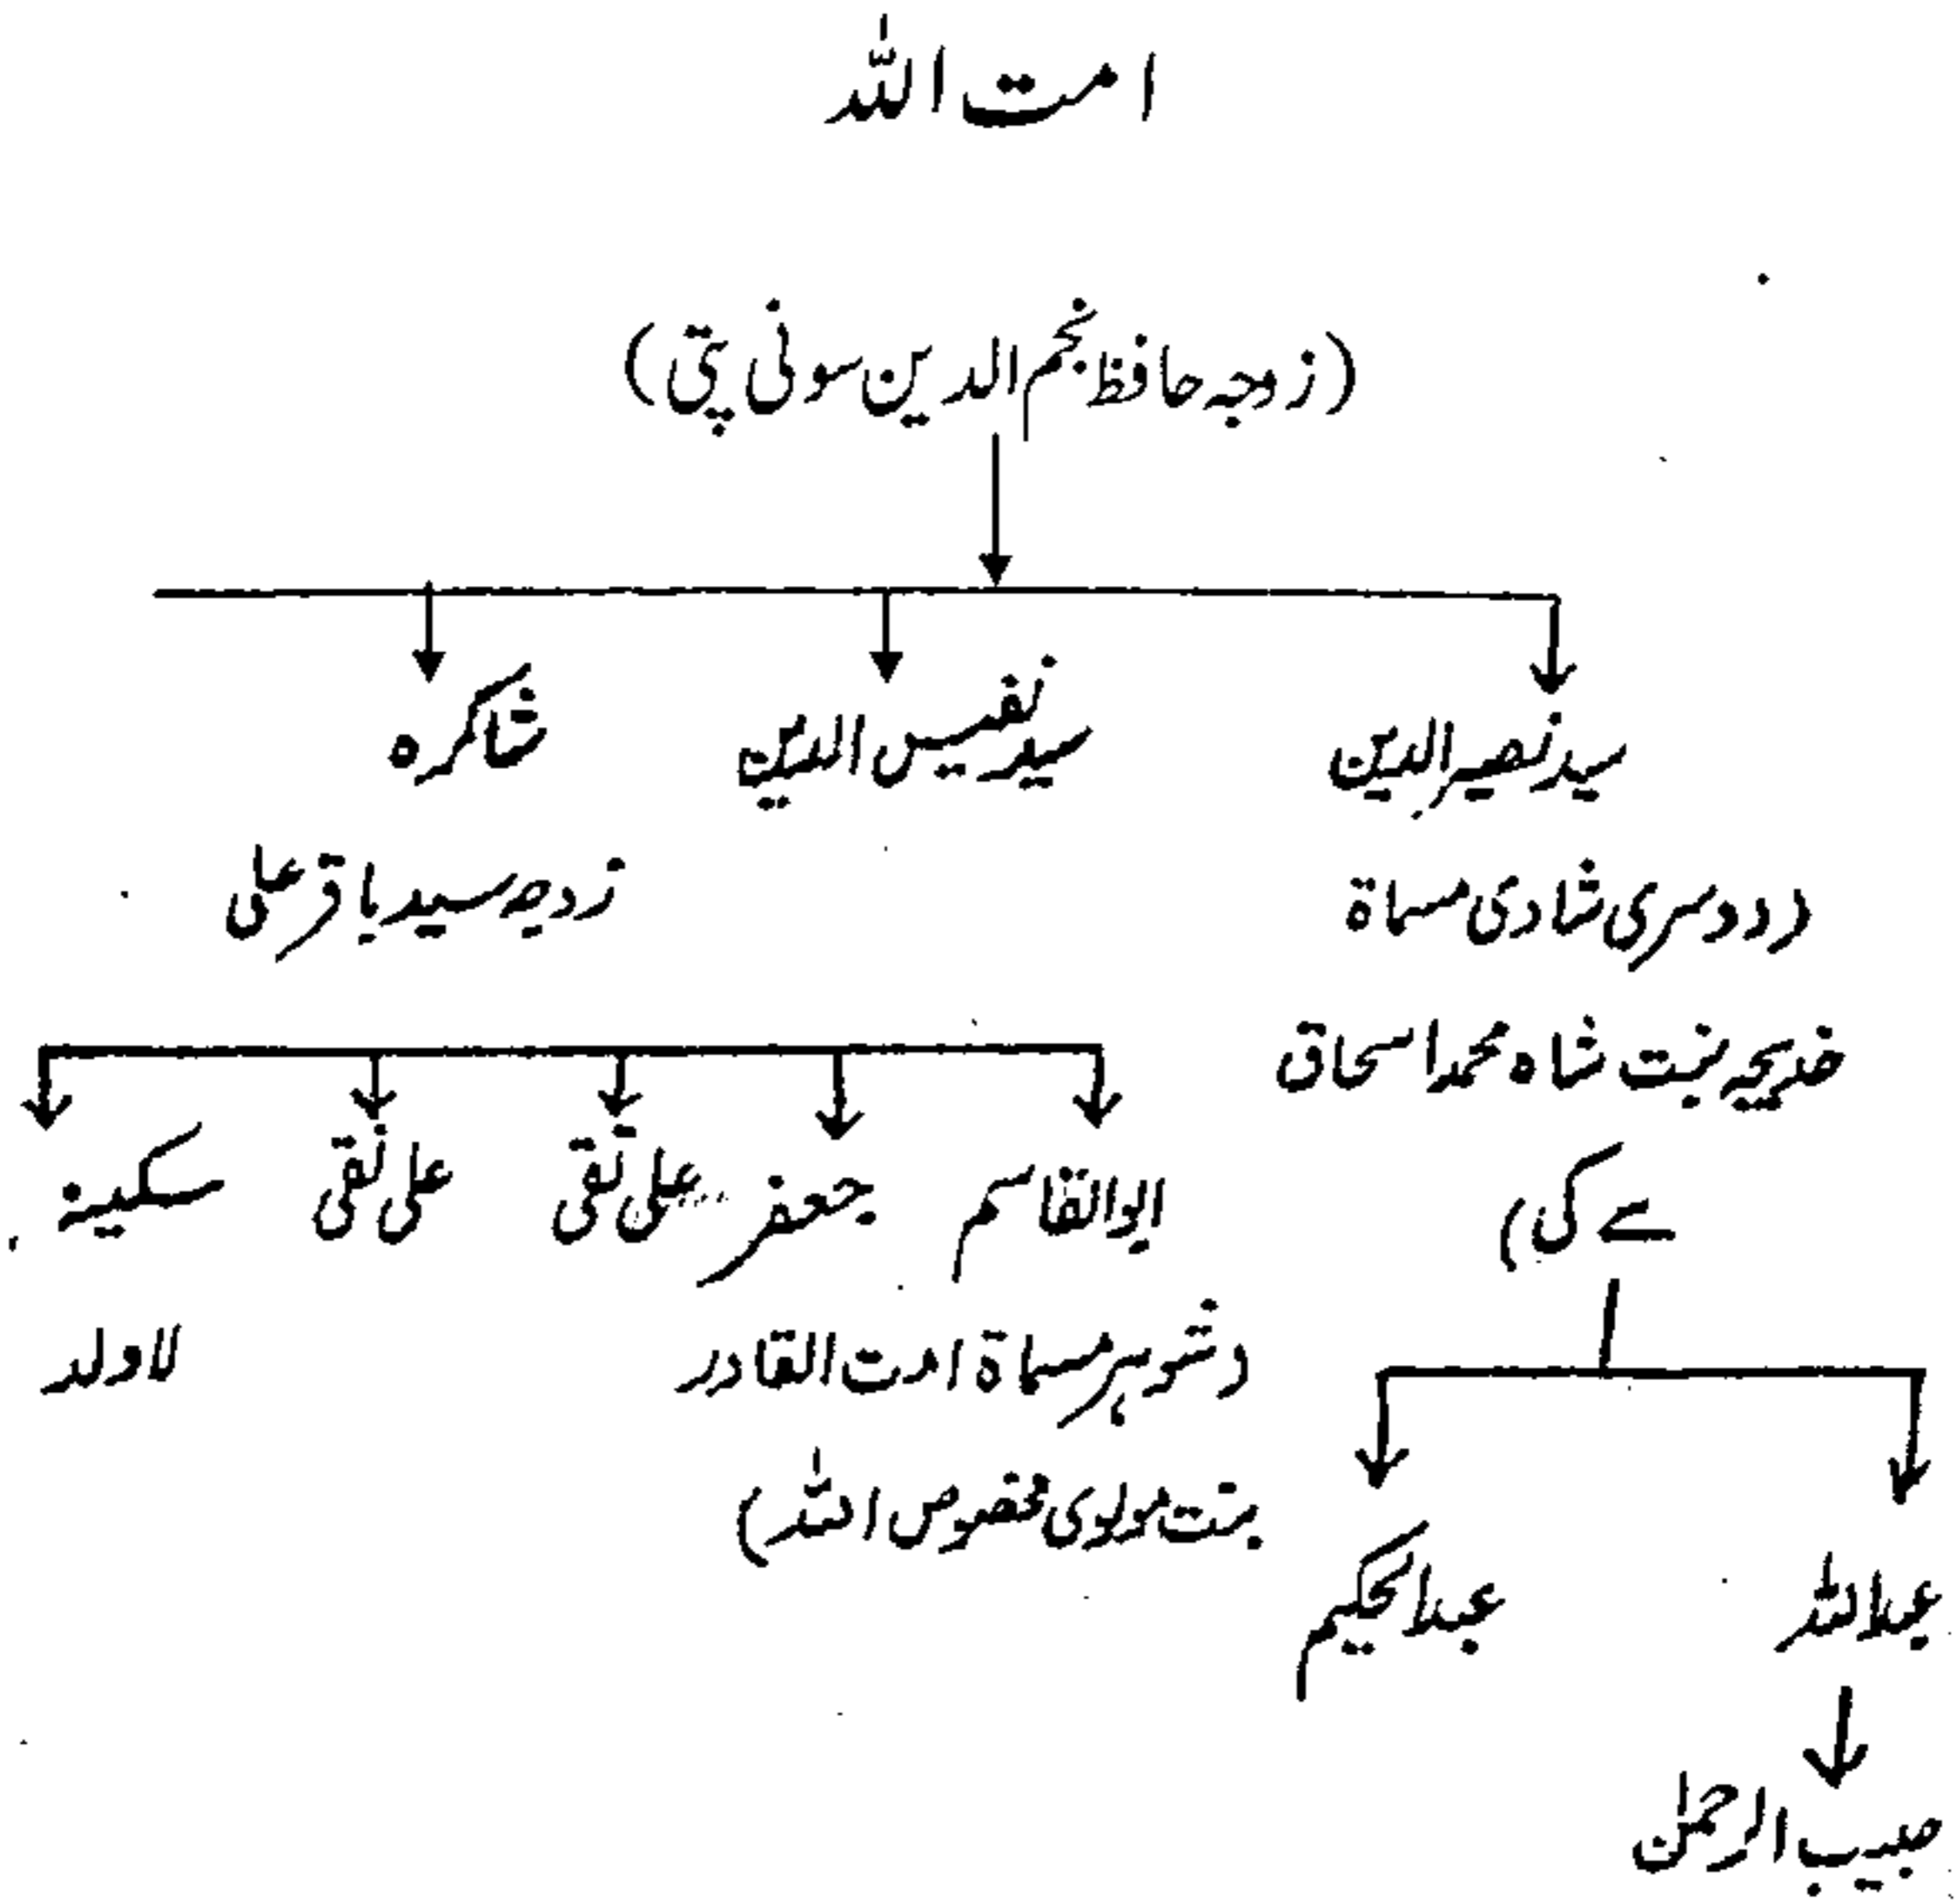 امت اللہ
(زوجہ حافظ نجم الدین سونی پتی)
سید نصیر الدین
سید نفیس الدین
شاکرہ
(دوسری شادی مسماۃ
خدیجہ بنت شاہ محمد اسحاق
سے کی)
زوجہ سید باقر علی
ابوالقاسم
جعفر
علی تقی
علی نقی
سکینہ
(شوہر مسماۃ امت القادر
بنت مولوی مخصوص اللہ)
لاولد
عبداللہ
عبدالحکیم
حبیب الرحمٰن